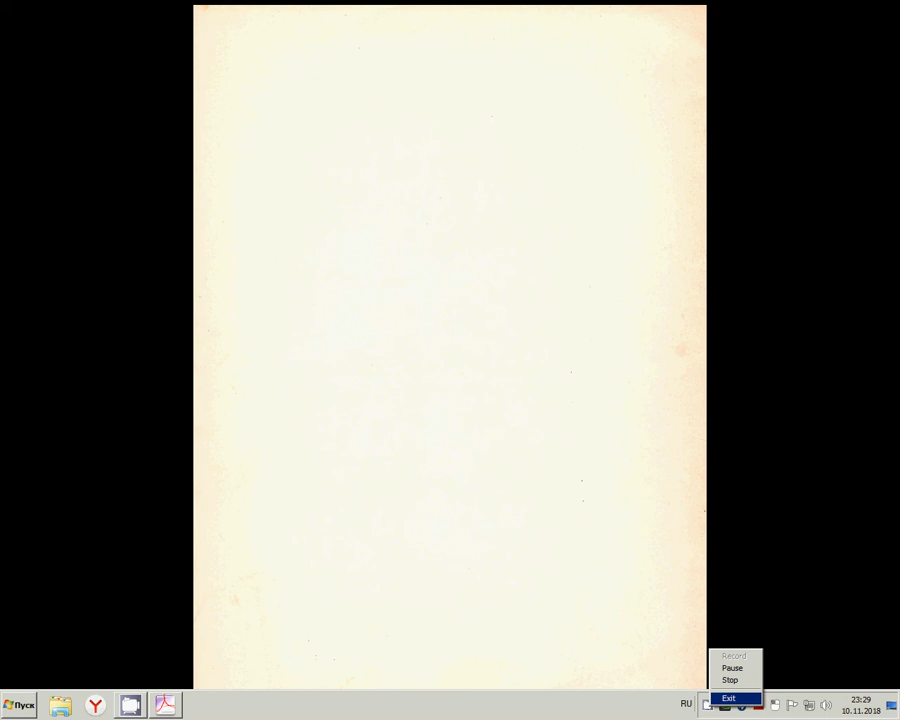 Record
Pause
Stop
Exit
Пуск
RU
23:29
10.11.2018